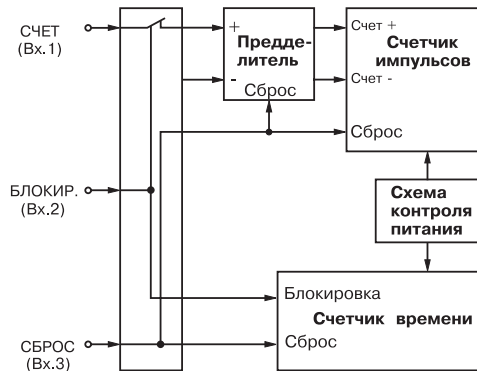 СЧЕТ
(Вх.1)
+
-
Предде-
литель
Сброс
Счет +
Счет -
Счетчик
импульсов
Сброс
БЛОКИР.
(Вх.2)
Схема
контроля
питания
Блокировка
Счетчик времени
Сброс
СБРОС
(Вх.3)